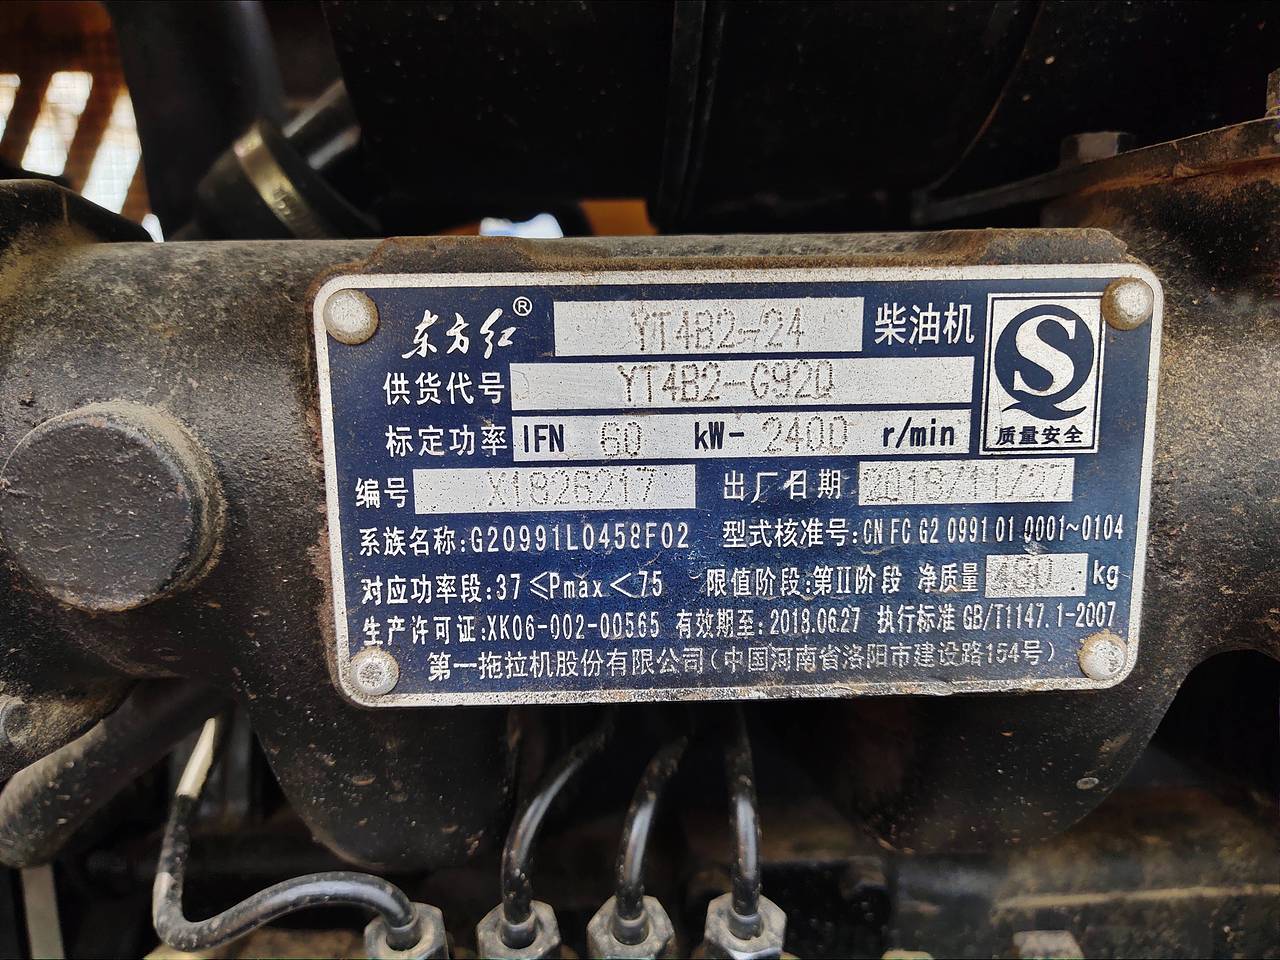 东方红® YT4B2-24 柴油机
供货代号 YT4B2-G920
标定功率 IFN 60 kW- 2400 r/min
质量安全
编号 X1826217 出厂日期 2018/11/27
系族名称:G20991L0458F02 型式核准号:CN FC G2 0991 01 0001~0104
对应功率段:37≤Pmax<75 限值阶段:第II阶段 净质量 kg
生产许可证:XK06-002-00565 有效期至:2018.06.27 执行标准 GB/T1147.1-2007
第一拖拉机股份有限公司(中国河南省洛阳市建设路154号)